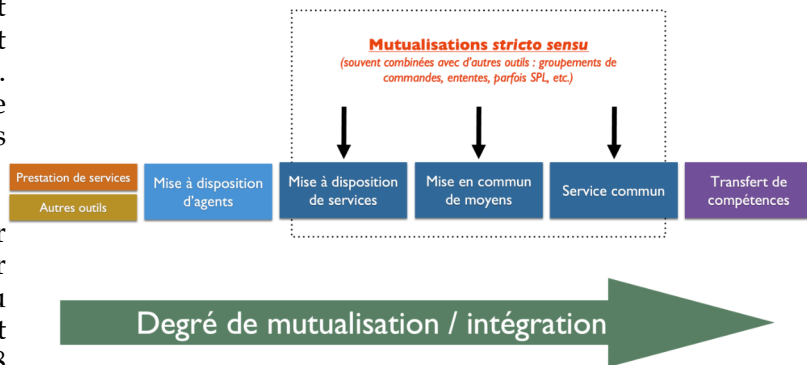 t
t
.
e
s
r
r
u
t
8
Mutualisations stricto sensu
(souvent combinées avec d'autres outils : groupements de
commandes, ententes, parfois SPL, etc.)
Prestation de services
Autres outils
Mise à disposition
d'agents
Mise à disposition
de services
Mise en commun
de moyens
Service commun
Transfert de
compétences
Degré de mutualisation / intégration